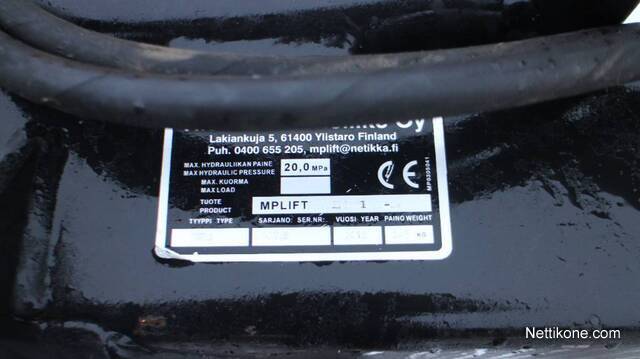 Oy
Lakiankuja 5, 61400 Ylistaro Finland
Puh. 0400 655 205, mplift@netikka.fi
MAX. HYDRAULIIKAN PAINE
MAX HYDRAULIC PRESSURE
20,0 MPa
MAX. KUORMA
MAX LOAD
CE
MP0205041
TUOTE
PRODUCT
MPLIFT
TYYPPI TYPE SARJANO: SER.NR: VUOSI YEAR PAINO WEIGHT
KG
Nettikone.com